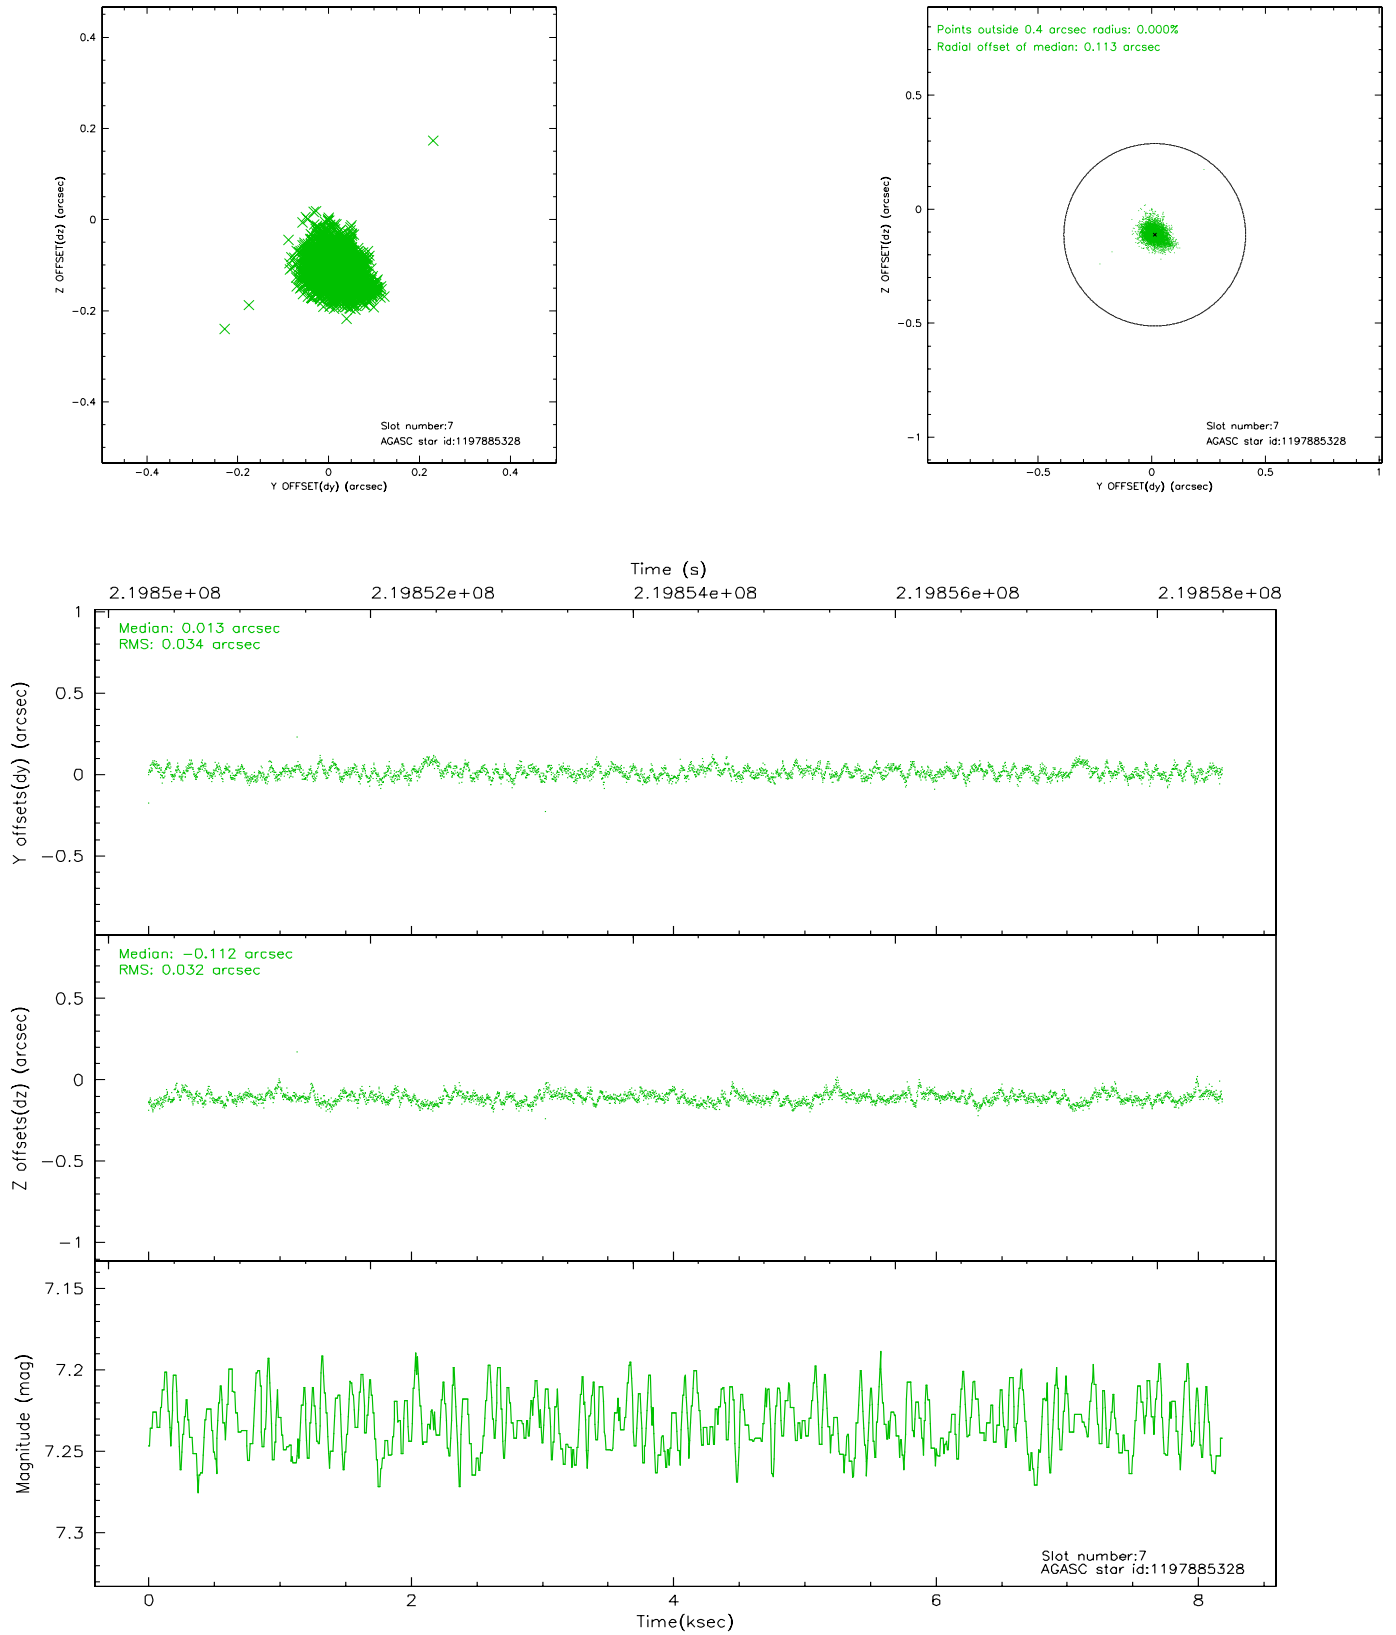 0.4
0.2
0
−0.2
−0.4
Z OFFSET(dz) (arcsec)
−0.4
−0.2
0
0.2
0.4
Y OFFSET(dy) (arcsec)
Slot number:7
AGASC star id:1197885328
Points outside 0.4 arcsec radius: 0.000%
Radial offset of median: 0.113 arcsec
0.5
0
−0.5
−1
Z OFFSET(dz) (arcsec)
−0.5
0
0.5
1
Y OFFSET(dy) (arcsec)
Slot number:7
AGASC star id:1197885328
Time (s)
2.1985e+08
2.19852e+08
2.19854e+08
2.19856e+08
2.19858e+08
Median: 0.013 arcsec
RMS: 0.034 arcsec
1
0.5
0
−0.5
Y offsets(dy) (arcsec)
Median: −0.112 arcsec
RMS: 0.032 arcsec
0.5
0
−0.5
−1
Z offsets(dz) (arcsec)
7.15
7.2
7.25
7.3
Magnitude (mag)
Slot number:7
AGASC star id:1197885328
0
2
4
6
8
Time(ksec)